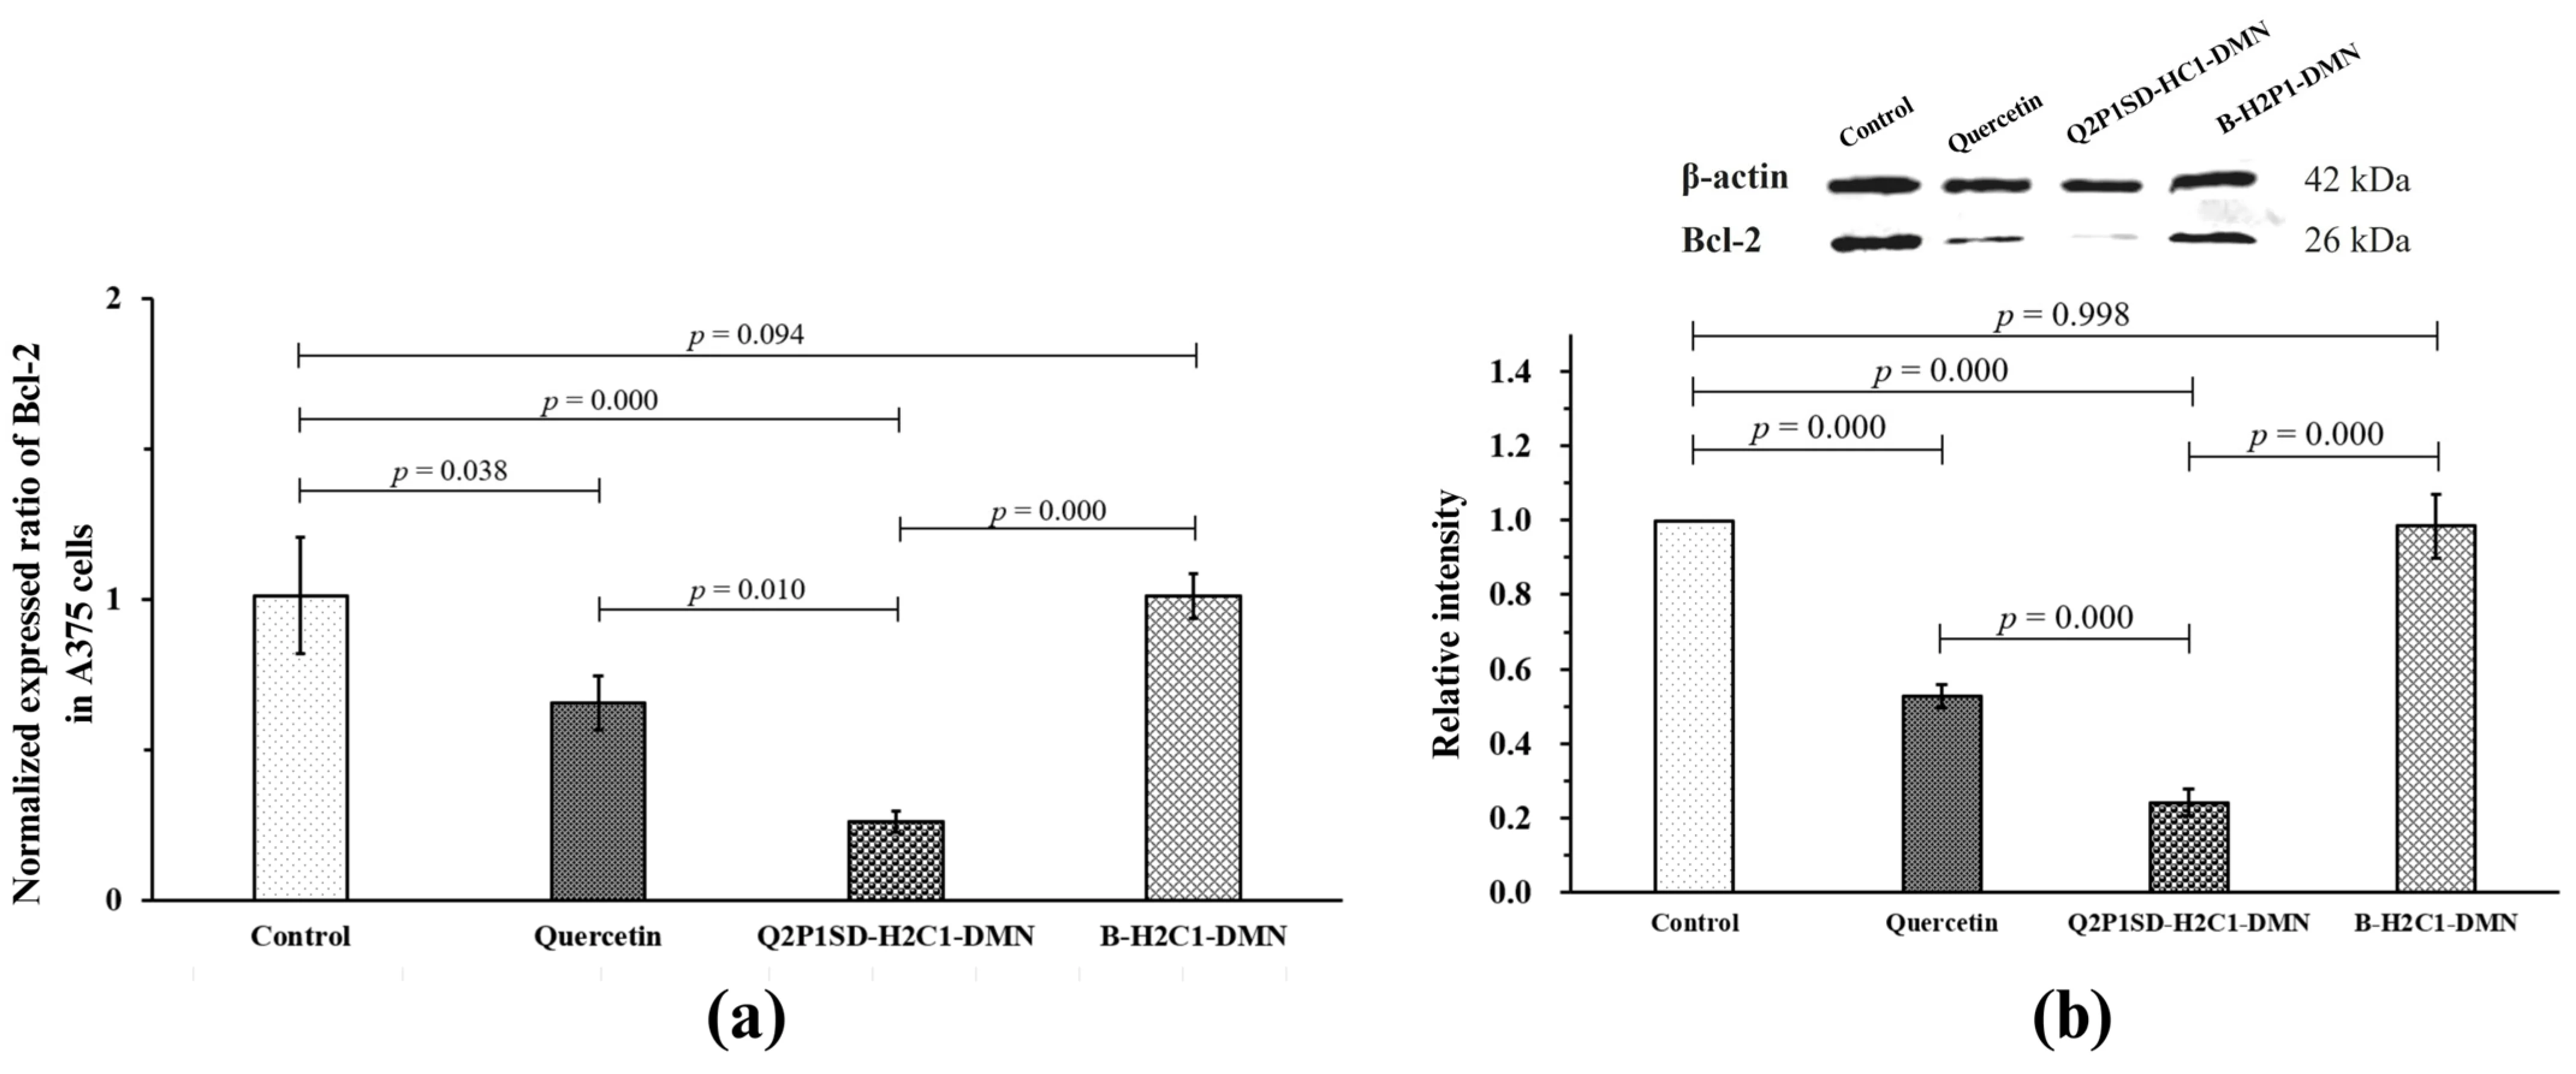 2
1
0
Normalized expressed ratio of Bcl-2
in A375 cells
p = 0.094
p = 0.000
p = 0.038
p = 0.000
p = 0.010
Control
Quercetin
Q2P1SD-H2C1-DMN
B-H2C1-DMN
(a)
Control
Quercetin
Q2P1SD-HC1-DMN
B-H2P1-DMN
β-actin
42 kDa
Bcl-2
26 kDa
1.4
1.2
1.0
0.8
0.6
0.4
0.2
0.0
Relative intensity
p = 0.998
p = 0.000
p = 0.000
p = 0.000
p = 0.000
Control
Quercetin
Q2P1SD-H2C1-DMN
B-H2C1-DMN
(b)